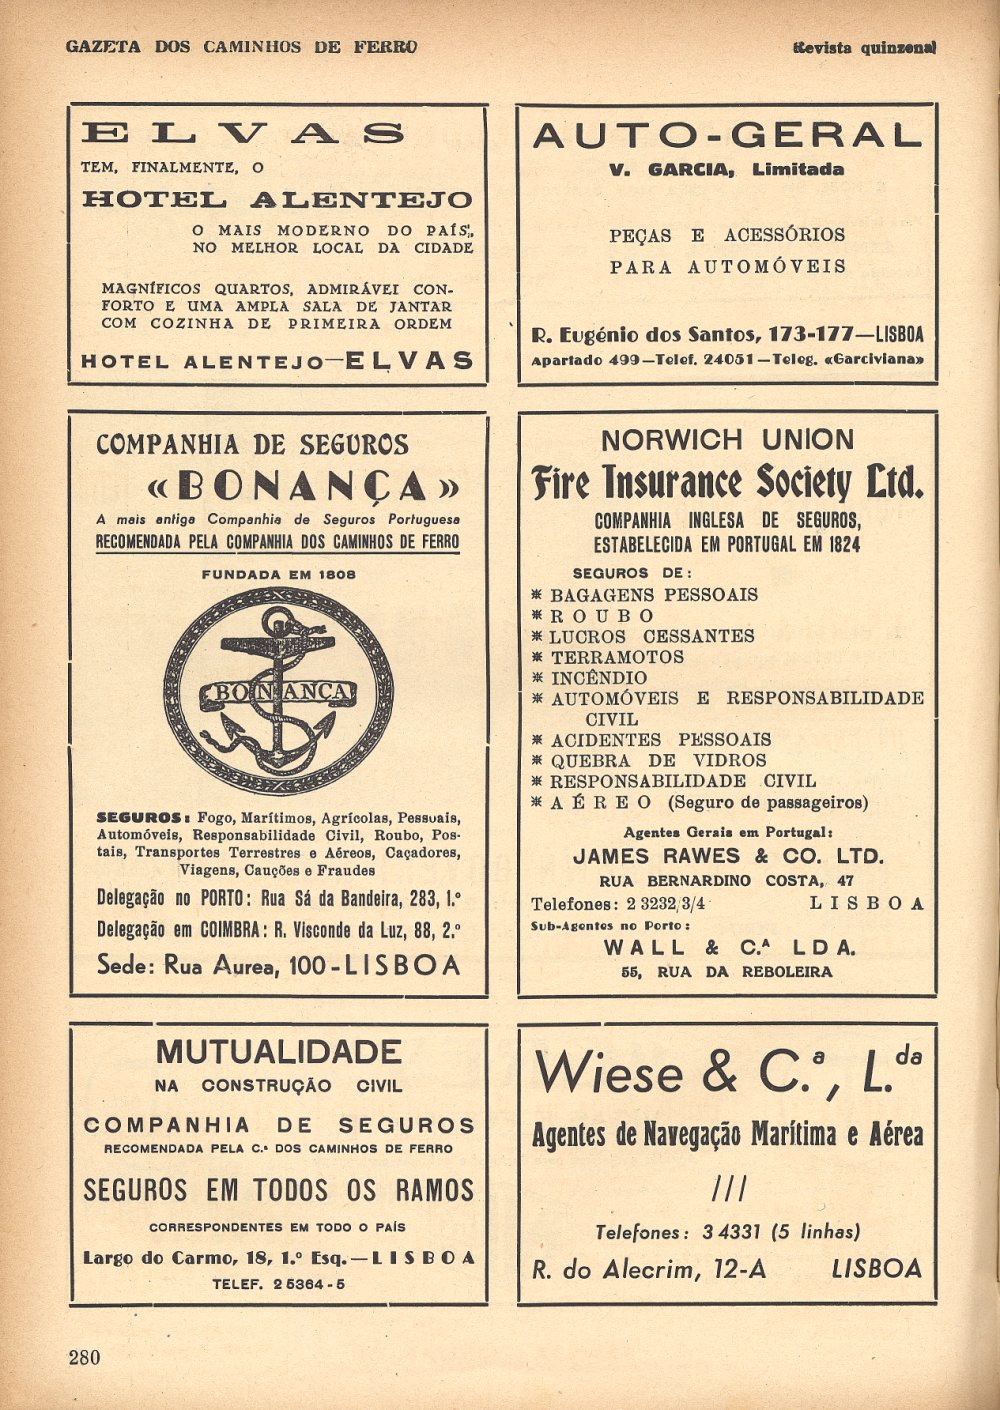 GAZETA DOS CAMINHOS DE FERRO
Revista quinzenal
ELVAS
TEM, FINALMENTE, O
HOTEL ALENTEJO
O MAIS MODERNO DO PAÍS,
NO MELHOR LOCAL DA CIDADE
MAGNÍFICOS QUARTOS, ADMIRÁVEI CON-
FORTO E UMA AMPLA SALA DE JANTAR
COM COZINHA DE PRIMEIRA ORDEM
HOTEL ALENTEJO—ELVAS
AUTO-GERAL
V. GARCIA, Limitada
PEÇAS E ACESSÓRIOS
PARA AUTOMÓVEIS
R. Eugénio dos Santos, 173-177—LISBOA
Apartado 499—Telef. 24051—Teleg. «Garciviana»
COMPANHIA DE SEGUROS
«BONANÇA»
A mais antiga Companhia de Seguros Portuguesa
RECOMENDADA PELA COMPANHIA DOS CAMINHOS DE FERRO
FUNDADA EM 1808
BONANÇA
SEGUROS: Fogo, Marítimos, Agrícolas, Pessoais,
Automóveis, Responsabilidade Civil, Roubo, Pos-
tais, Transportes Terrestres e Aéreos, Caçadores,
Viagens, Cauções e Fraudes
Delegação no PORTO: Rua Sá da Bandeira, 283, 1.º
Delegação em COIMBRA: R. Visconde da Luz, 88, 2.º
Sede: Rua Aurea, 100-LISBOA
NORWICH UNION
Fire Insurance Society Ltd.
COMPANHIA INGLESA DE SEGUROS,
ESTABELECIDA EM PORTUGAL EM 1824
SEGUROS DE:
* BAGAGENS PESSOAIS
* ROUBO
* LUCROS CESSANTES
* TERRAMOTOS
* INCÊNDIO
* AUTOMÓVEIS E RESPONSABILIDADE
CIVIL
* ACIDENTES PESSOAIS
* QUEBRA DE VIDROS
* RESPONSABILIDADE CIVIL
* AÉREO (Seguro de passageiros)
Agentes Gerais em Portugal:
JAMES RAWES & CO. LTD.
RUA BERNARDINO COSTA, 47
Telefones: 2 3232/3/4 LISBOA
Sub-Agentes no Porto:
WALL & C.ª LDA.
55, RUA DA REBOLEIRA
MUTUALIDADE
NA CONSTRUÇÃO CIVIL
COMPANHIA DE SEGUROS
RECOMENDADA PELA C.ª DOS CAMINHOS DE FERRO
SEGUROS EM TODOS OS RAMOS
CORRESPONDENTES EM TODO O PAÍS
Largo do Carmo, 18, 1.º Esq.—LISBOA
TELEF. 2 5364-5
Wiese & C.ª, L.da
Agentes de Navegação Marítima e Aérea
///
Telefones: 3 4331 (5 linhas)
R. do Alecrim, 12-A LISBOA
280